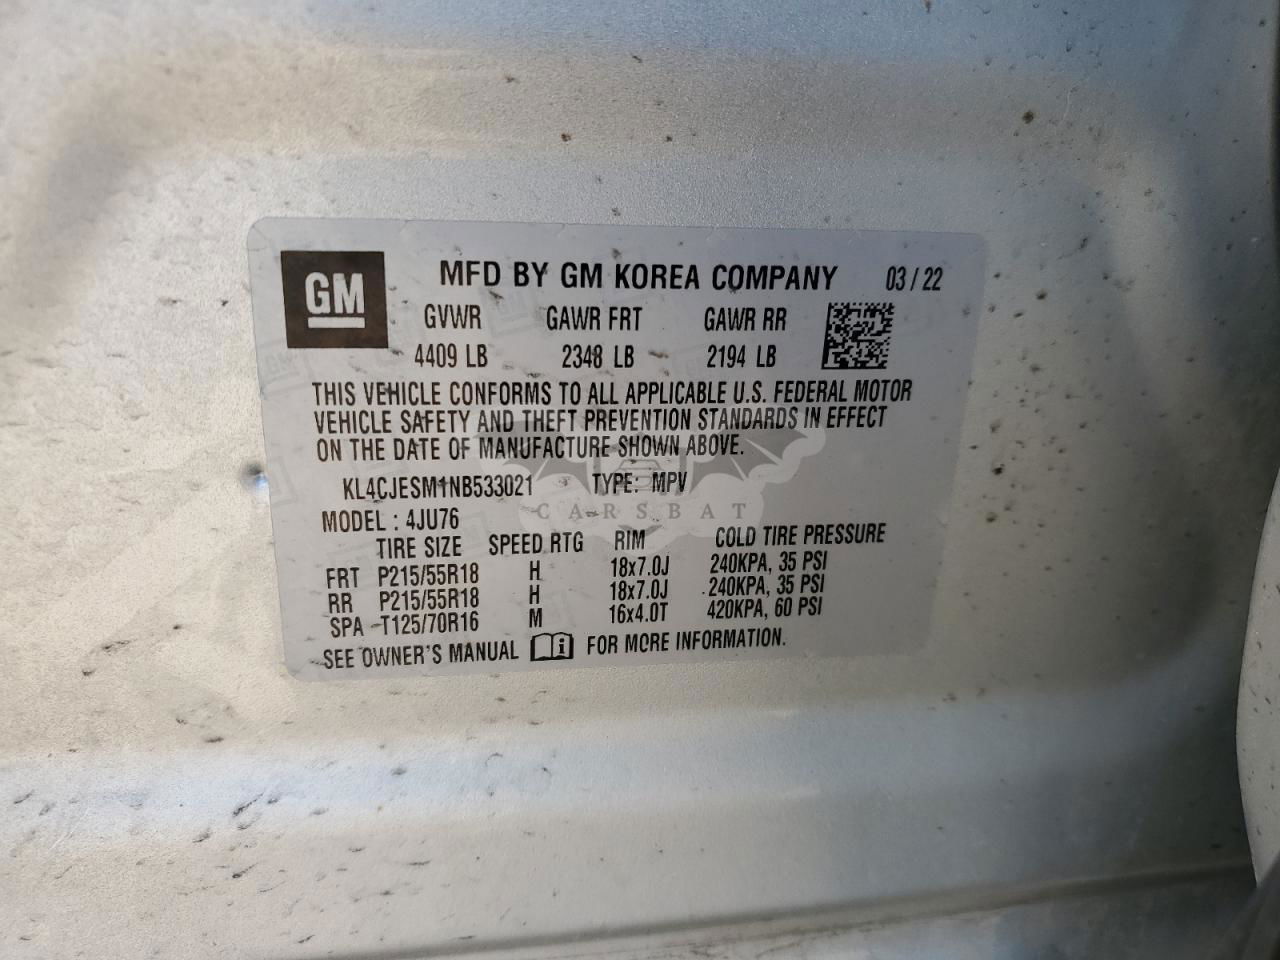 GM
MFD BY GM KOREA COMPANY 03 / 22
GVWR GAWR FRT GAWR RR
4409 LB 2348 LB 2194 LB
THIS VEHICLE CONFORMS TO ALL APPLICABLE U.S. FEDERAL MOTOR
VEHICLE SAFETY AND THEFT PREVENTION STANDARDS IN EFFECT
ON THE DATE OF MANUFACTURE SHOWN ABOVE.
KL4CJESM1NB533021 TYPE: MPV
CARSBAT
MODEL : 4JU76
TIRE SIZE SPEED RTG RIM COLD TIRE PRESSURE
FRT P215/55R18 H 18x7.0J 240KPA, 35 PSI
RR P215/55R18 H 18x7.0J 240KPA, 35 PSI
SPA T125/70R16 M 16x4.0T 420KPA, 60 PSI
SEE OWNER'S MANUAL FOR MORE INFORMATION.